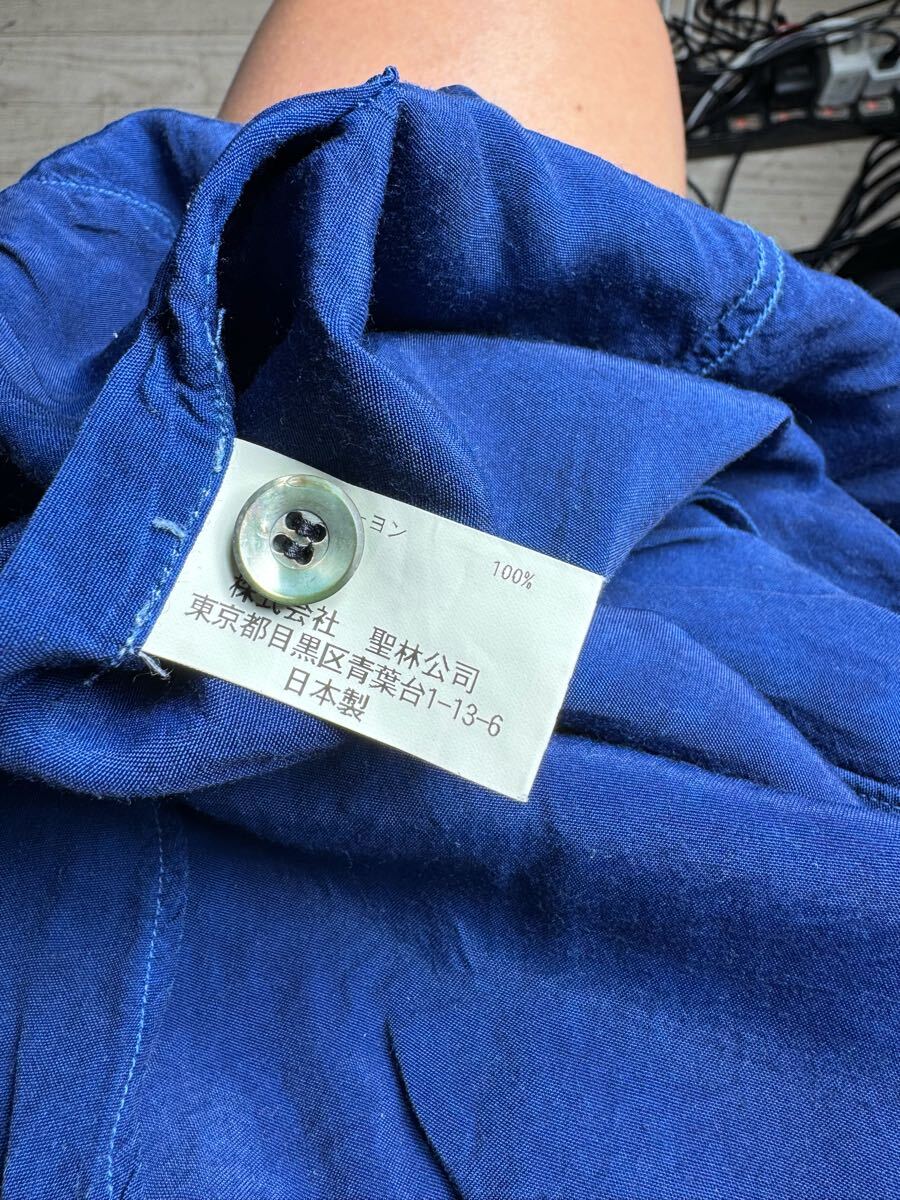 ーヨン 100%
株式会社 聖林公司
東京都目黒区青葉台1-13-6
日本製